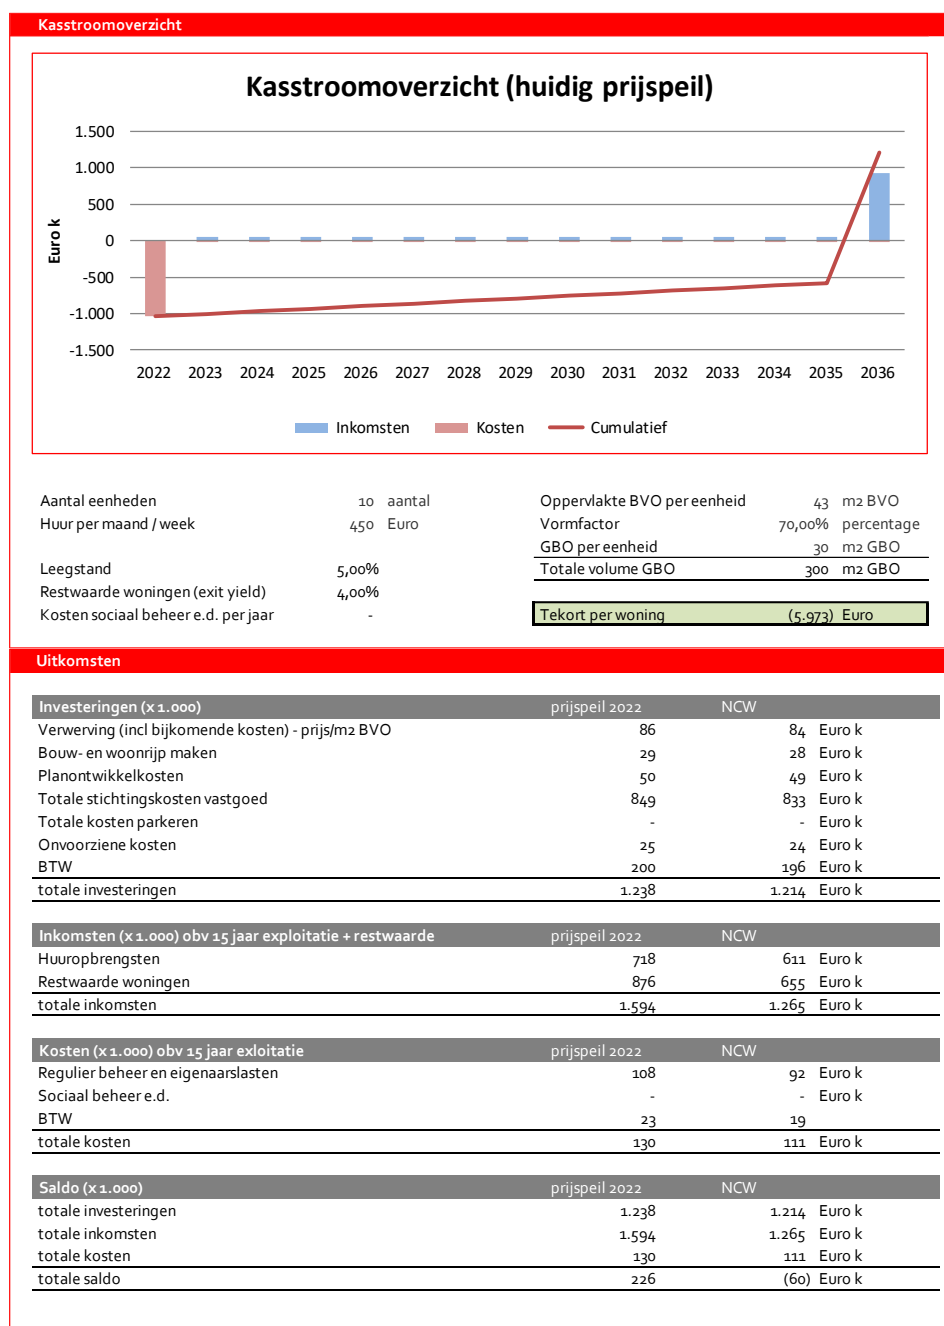 Kasstroomoverzicht
Kasstroomoverzicht (huidig prijspeil)
1.500
1.000
500
0
-500
-1.000
-1.500
Euro k
2022 2023 2024 2025 2026 2027 2028 2029 2030 2031 2032 2033 2034 2035 2036
Inkomsten Kosten Cumulatief
Aantal eenheden 10 aantal Oppervlakte BVO per eenheid 43 m2 BVO
Huur per maand / week 450 Euro Vormfactor 70,00% percentage
GBO per eenheid 30 m2 GBO
Leegstand 5,00% Totale volume GBO 300 m2 GBO
Restwaarde woningen (exit yield) 4,00%
Kosten sociaal beheer e.d. per jaar - Tekort per woning (5.973) Euro
Uitkomsten
Investeringen (x 1.000) prijspeil 2022 NCW
Verwerving (incl bijkomende kosten) - prijs/m2 BVO 86 84 Euro k
Bouw- en woonrijp maken 29 28 Euro k
Planontwikkelkosten 50 49 Euro k
Totale stichtingskosten vastgoed 849 833 Euro k
Totale kosten parkeren - - Euro k
Onvoorziene kosten 25 24 Euro k
BTW 200 196 Euro k
totale investeringen 1.238 1.214 Euro k
Inkomsten (x 1.000) obv 15 jaar exploitatie + restwaarde prijspeil 2022 NCW
Huuropbrengsten 718 611 Euro k
Restwaarde woningen 876 655 Euro k
totale inkomsten 1.594 1.265 Euro k
Kosten (x 1.000) obv 15 jaar exloitatie prijspeil 2022 NCW
Regulier beheer en eigenaarslasten 108 92 Euro k
Sociaal beheer e.d. - - Euro k
BTW 23 19
totale kosten 130 111 Euro k
Saldo (x 1.000) prijspeil 2022 NCW
totale investeringen 1.238 1.214 Euro k
totale inkomsten 1.594 1.265 Euro k
totale kosten 130 111 Euro k
totale saldo 226 (60) Euro k